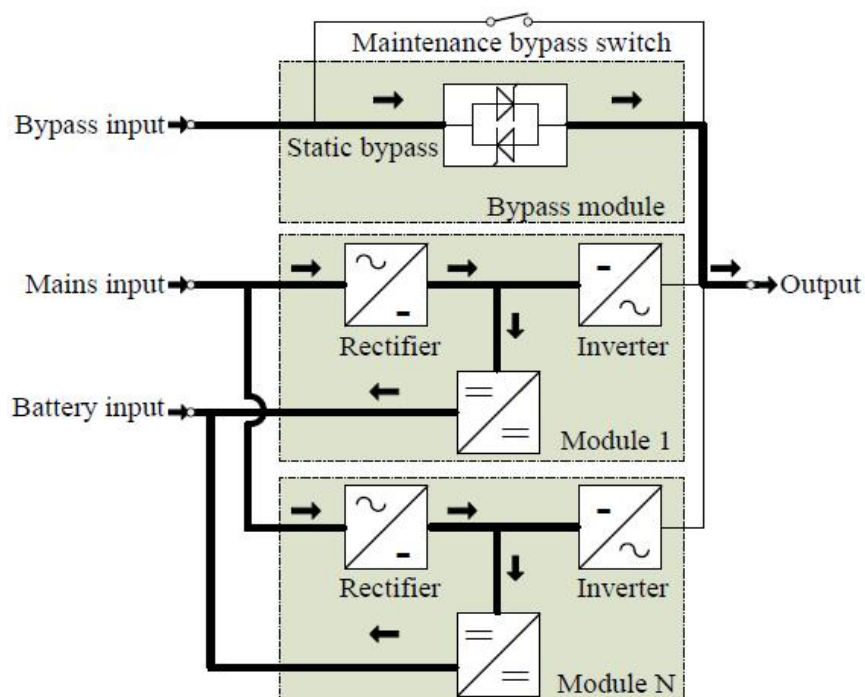 Maintenance bypass switch
Bypass input
Static bypass
Bypass module
Mains input
Output
Rectifier
Inverter
Battery input
Module 1
Rectifier
Inverter
Module N